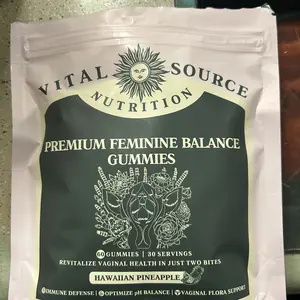 VITAL SOURCE
NUTRITION
PREMIUM FEMININE BALANCE
GUMMIES
60 GUMMIES | 30 SERVINGS
REVITALIZE VAGINAL HEALTH IN JUST TWO BITES
HAWAIIAN PINEAPPLE
IMMUNE DEFENSE | OPTIMIZE pH BALANCE | VAGINAL FLORA SUPPORT